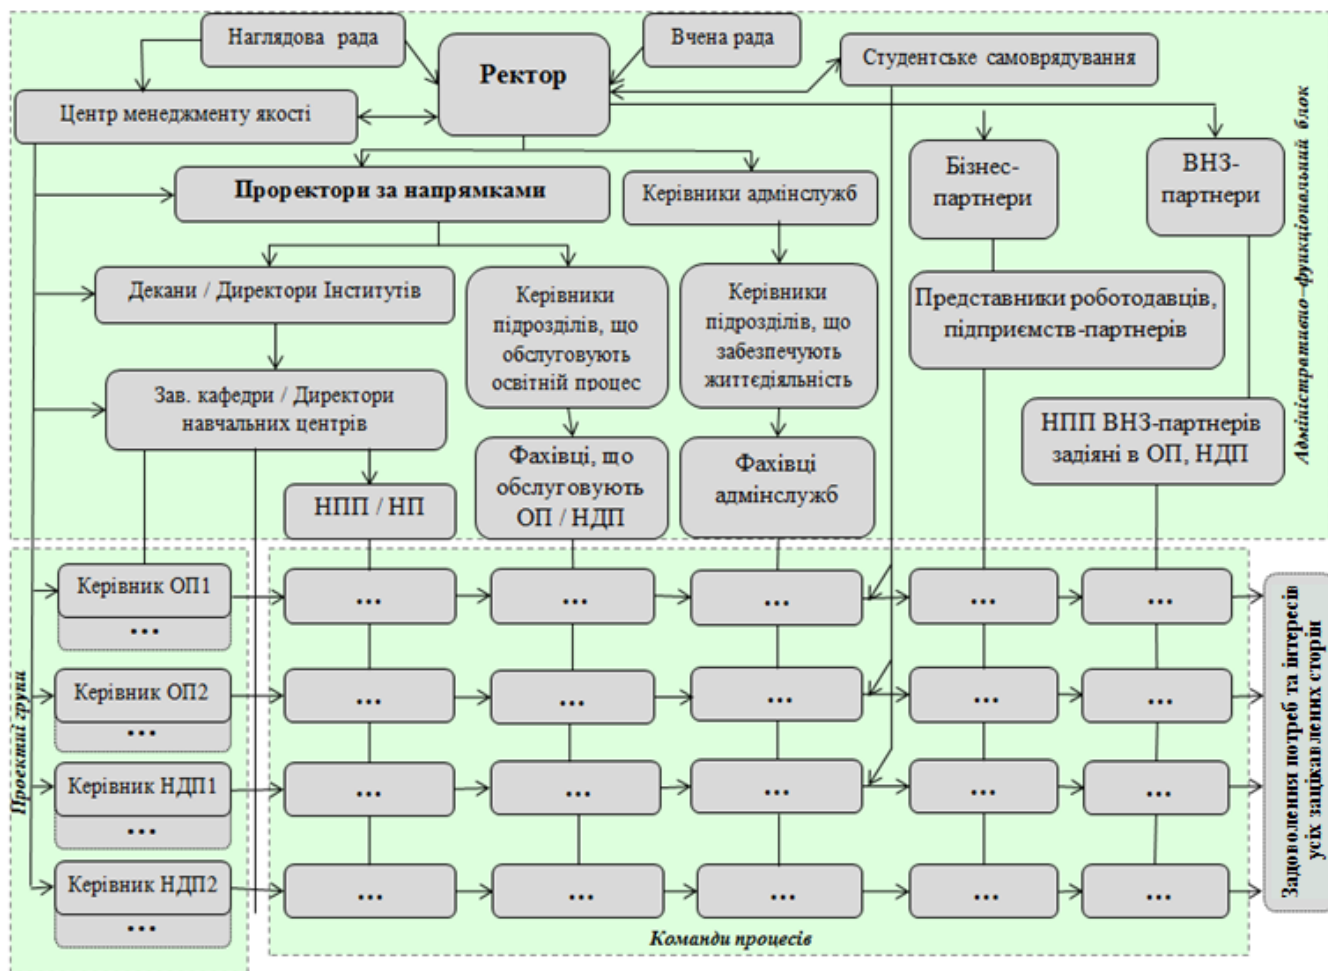 Наглядова рада
Вчена рада
Ректор
Студентське самоврядування
Центр менеджменту якості
Проректори за напрямками
Керівники адмінслужб
Бізнес-
партнери
ВНЗ-
партнери
Адміністративно-функціональний блок
Декани / Директори Інститутів
Керівники
підрозділів, що
обслуговують
освітній процес
Керівники
підрозділів, що
забезпечують
життєдіяльність
Представники роботодавців,
підприємств-партнерів
Зав. кафедри / Директори
навчальних центрів
НПП ВНЗ-партнерів
задіяні в ОП, НДП
НПП / НП
Фахівці, що
обслуговують
ОП / НДП
Фахівці
адмінслужб
Проектні групи
Керівник ОП1
...
... ... ... ... ...
Керівник ОП2
...
... ... ... ... ...
Керівник НДП1
...
... ... ... ... ...
Керівник НДП2
...
... ... ... ... ...
Задоволення потреб та інтересів
усіх зацікавлених сторін
Команди процесів